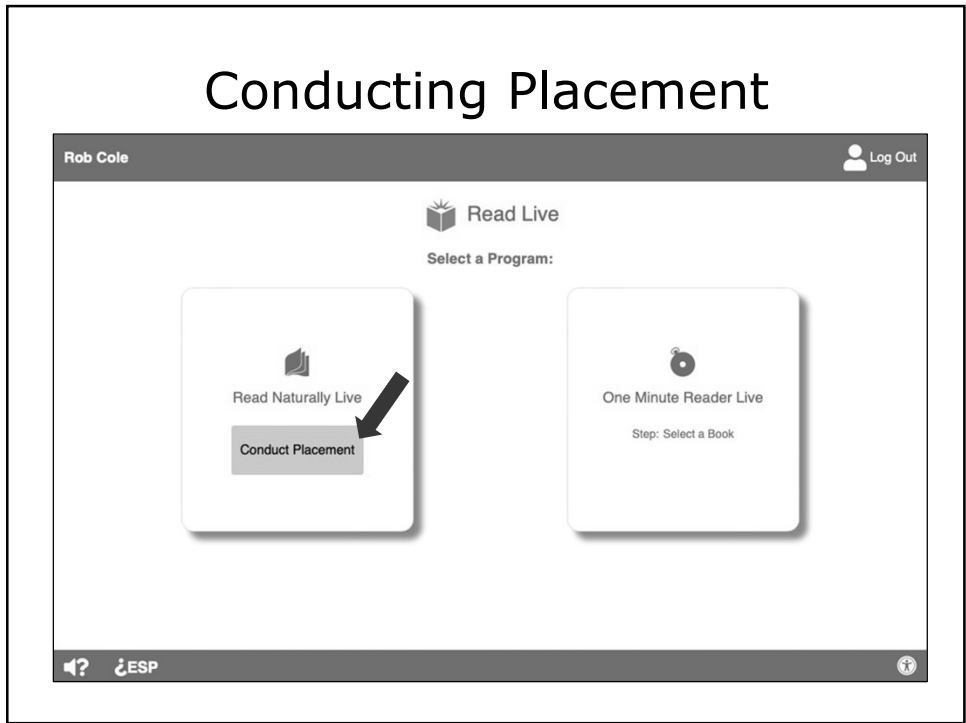 Conducting Placement
Rob Cole
Log Out
Read Live
Select a Program:
Read Naturally Live
Conduct Placement
One Minute Reader Live
Step: Select a Book
?
¿ESP